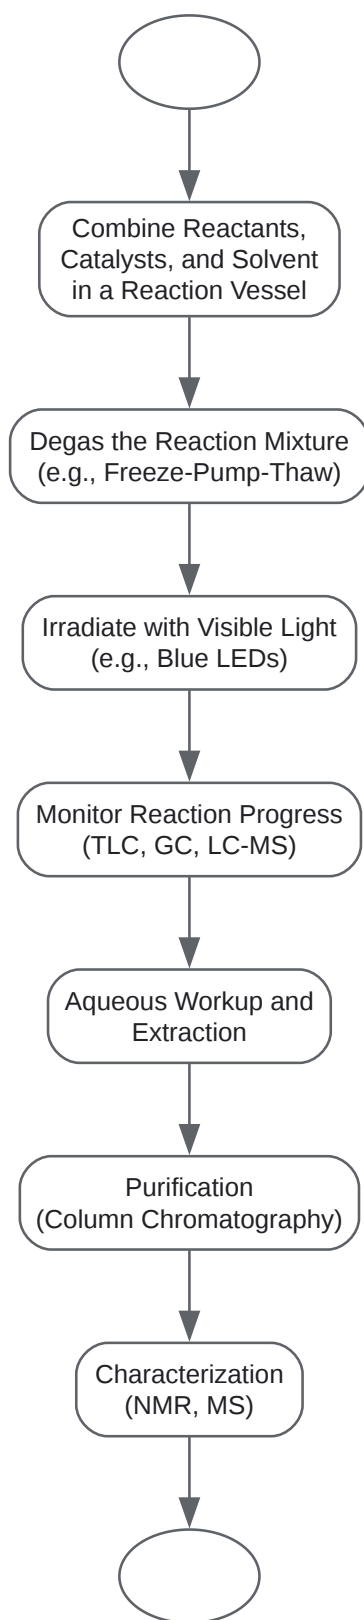 Combine Reactants,
Catalysts, and Solvent
in a Reaction Vessel
Degas the Reaction Mixture
(e.g., Freeze-Pump-Thaw)
Irradiate with Visible Light
(e.g., Blue LEDs)
Monitor Reaction Progress
(TLC, GC, LC-MS)
Aqueous Workup and
Extraction
Purification
(Column Chromatography)
Characterization
(NMR, MS)